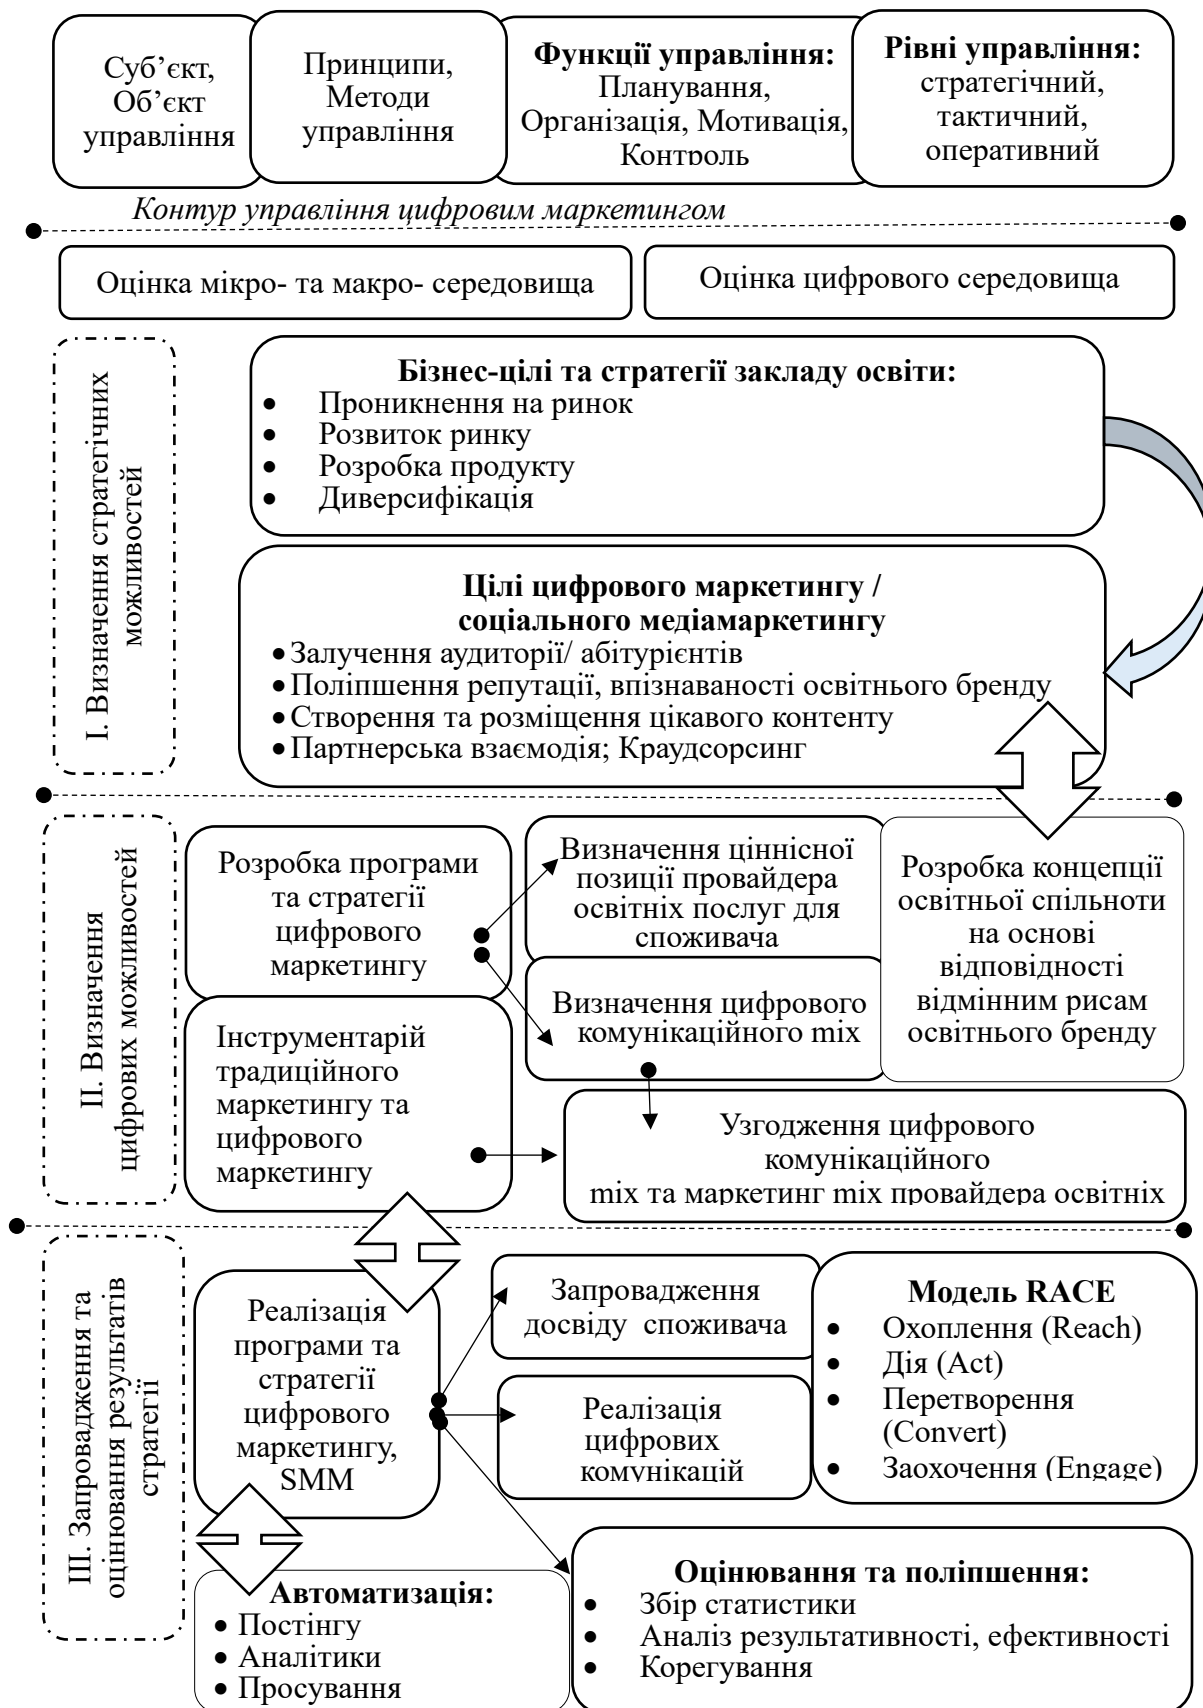 Суб’єкт,
Об’єкт
управління
Принципи,
Методи
управління
Функції управління:
Планування,
Організація, Мотивація,
Контроль
Рівні управління:
стратегічний,
тактичний,
оперативний
Контур управління цифровим маркетингом
Оцінка мікро- та макро- середовища
Оцінка цифрового середовища
І. Визначення стратегічних
можливостей
Бізнес-цілі та стратегії закладу освіти:
• Проникнення на ринок
• Розвиток ринку
• Розробка продукту
• Диверсифікація
Цілі цифрового маркетингу /
соціального медіамаркетингу
• Залучення аудиторії/ абітурієнтів
• Поліпшення репутації, впізнаваності освітнього бренду
• Створення та розміщення цікавого контенту
• Партнерська взаємодія; Краудсорсинг
ІІ. Визначення
цифрових можливостей
Розробка програми
та стратегії
цифрового
маркетингу
Визначення ціннісної
позиції провайдера
освітніх послуг для
споживача
Визначення цифрового
комунікаційного mix
Розробка концепції
освітньої спільноти
на основі
відповідності
відмінним рисам
освітнього бренду
Інструментарій
традиційного
маркетингу та
цифрового
маркетингу
Узгодження цифрового
комунікаційного
mix та маркетинг mix провайдера освітніх
ІІІ. Запровадження та
оцінювання результатів
стратегії
Реалізація
програми та
стратегії
цифрового
маркетингу,
SMM
Запровадження
досвіду споживача
Реалізація
цифрових
комунікацій
Модель RACE
• Охоплення (Reach)
• Дія (Act)
• Перетворення
(Convert)
• Заохочення (Engage)
Автоматизація:
• Постінгу
• Аналітики
• Просування
Оцінювання та поліпшення:
• Збір статистики
• Аналіз результативності, ефективності
• Корегування